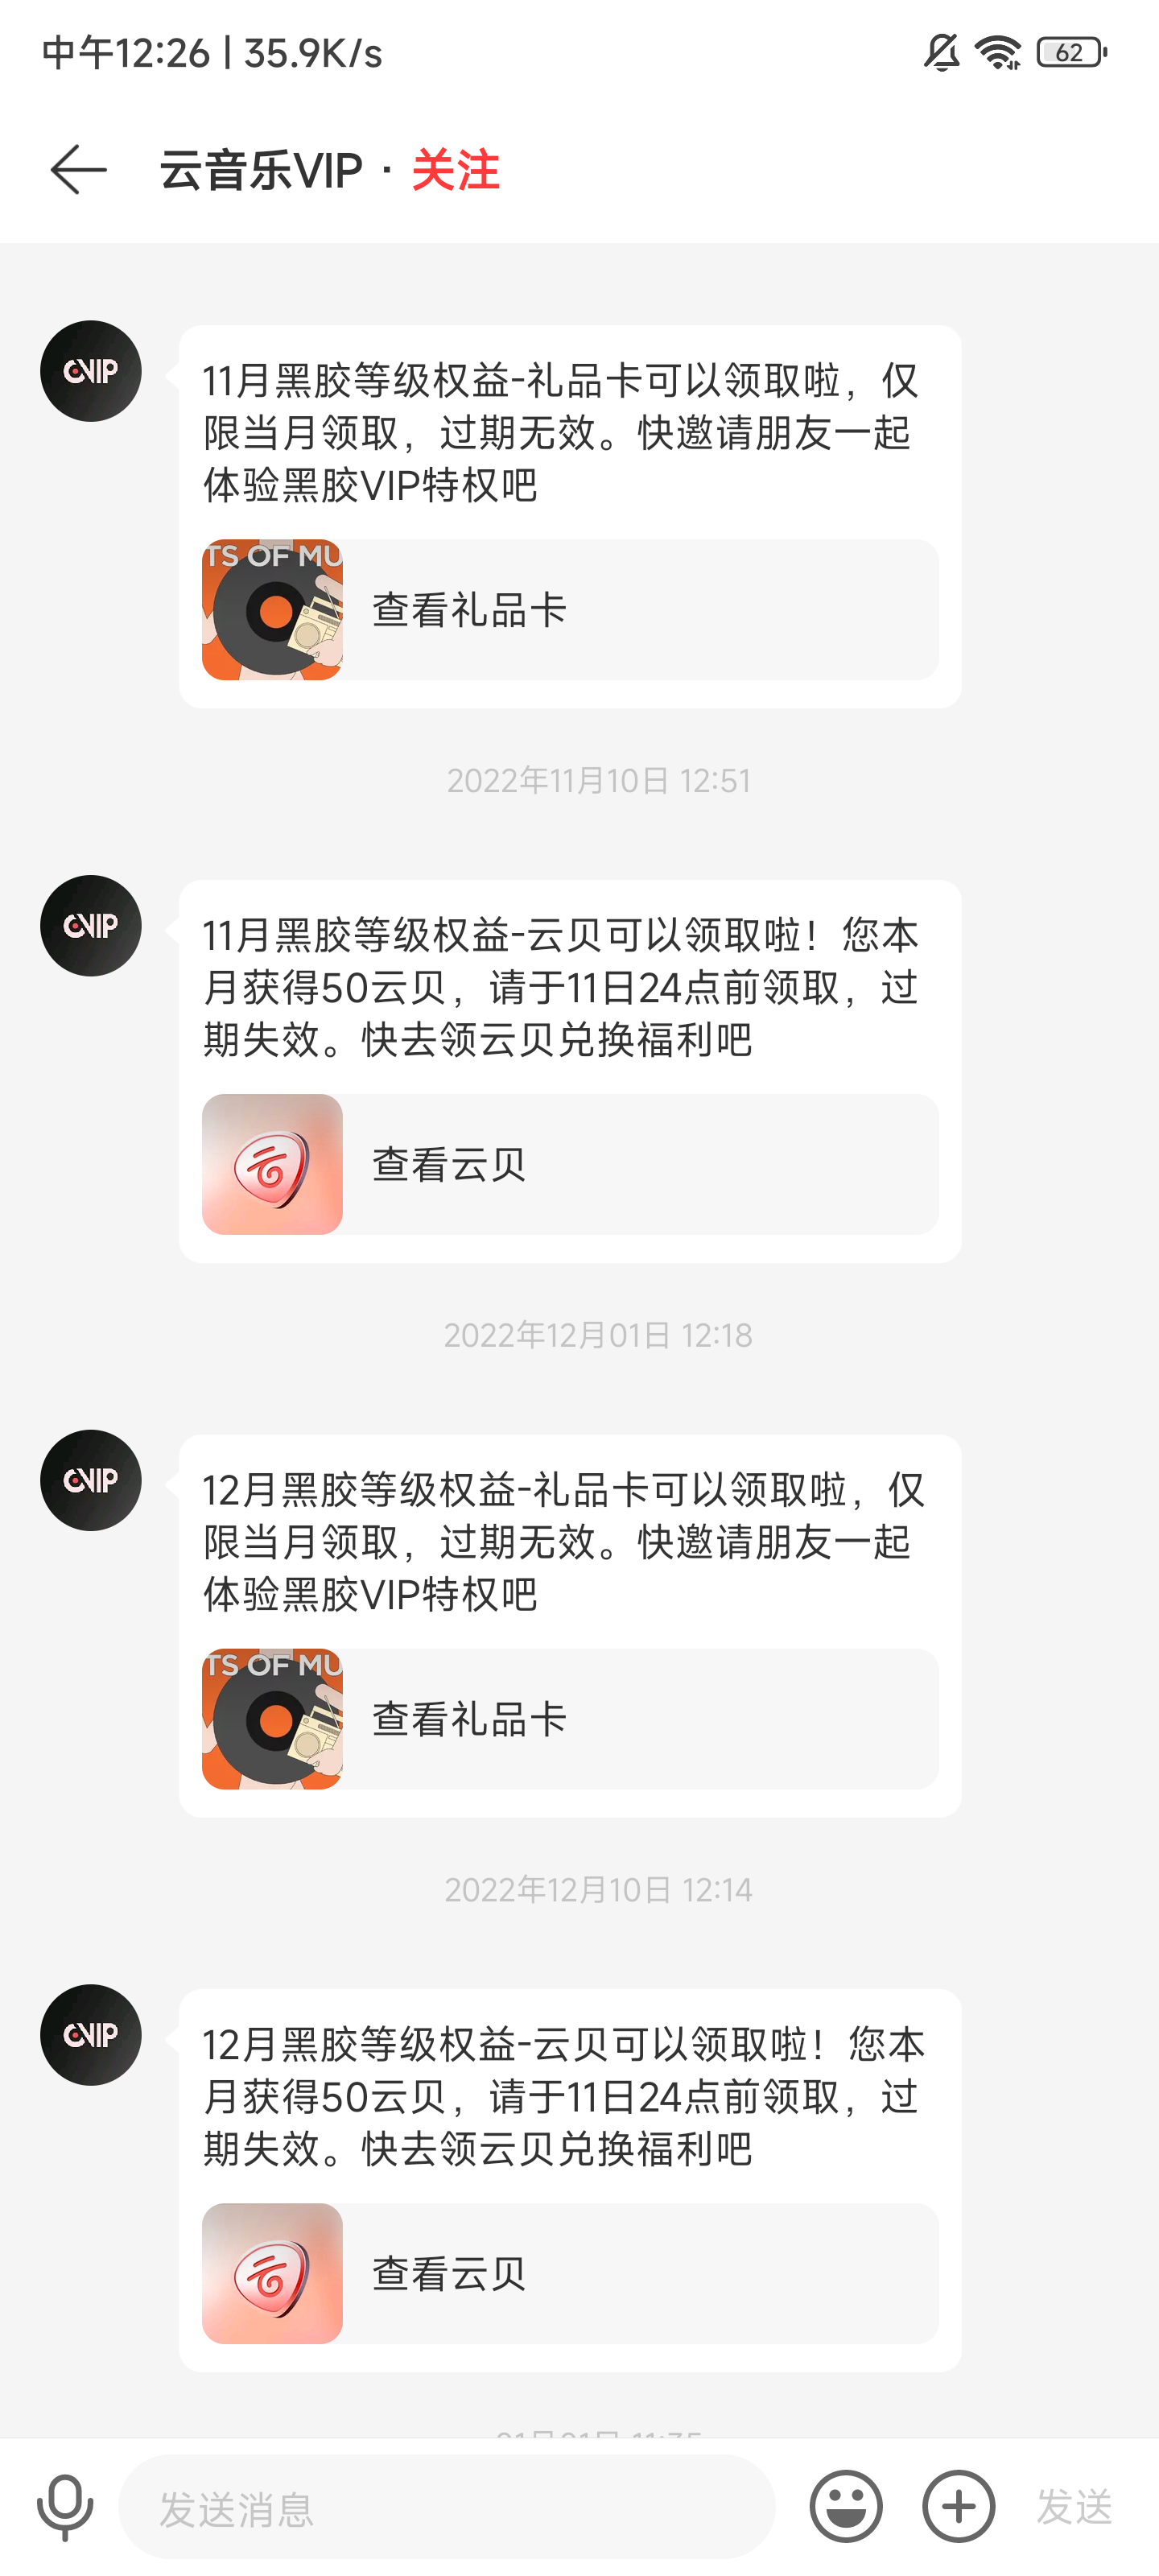 中午12:26 | 35.9K/s
62
云音乐VIP · 关注
VIP
11月黑胶等级权益-礼品卡可以领取啦，仅
限当月领取，过期无效。快邀请朋友一起
体验黑胶VIP特权吧
TS OF MU
查看礼品卡
2022年11月10日 12:51
VIP
11月黑胶等级权益-云贝可以领取啦！您本
月获得50云贝，请于11日24点前领取，过
期失效。快去领云贝兑换福利吧
云
查看云贝
2022年12月01日 12:18
VIP
12月黑胶等级权益-礼品卡可以领取啦，仅
限当月领取，过期无效。快邀请朋友一起
体验黑胶VIP特权吧
TS OF MU
查看礼品卡
2022年12月10日 12:14
VIP
12月黑胶等级权益-云贝可以领取啦！您本
月获得50云贝，请于11日24点前领取，过
期失效。快去领云贝兑换福利吧
云
查看云贝
发送消息
发送